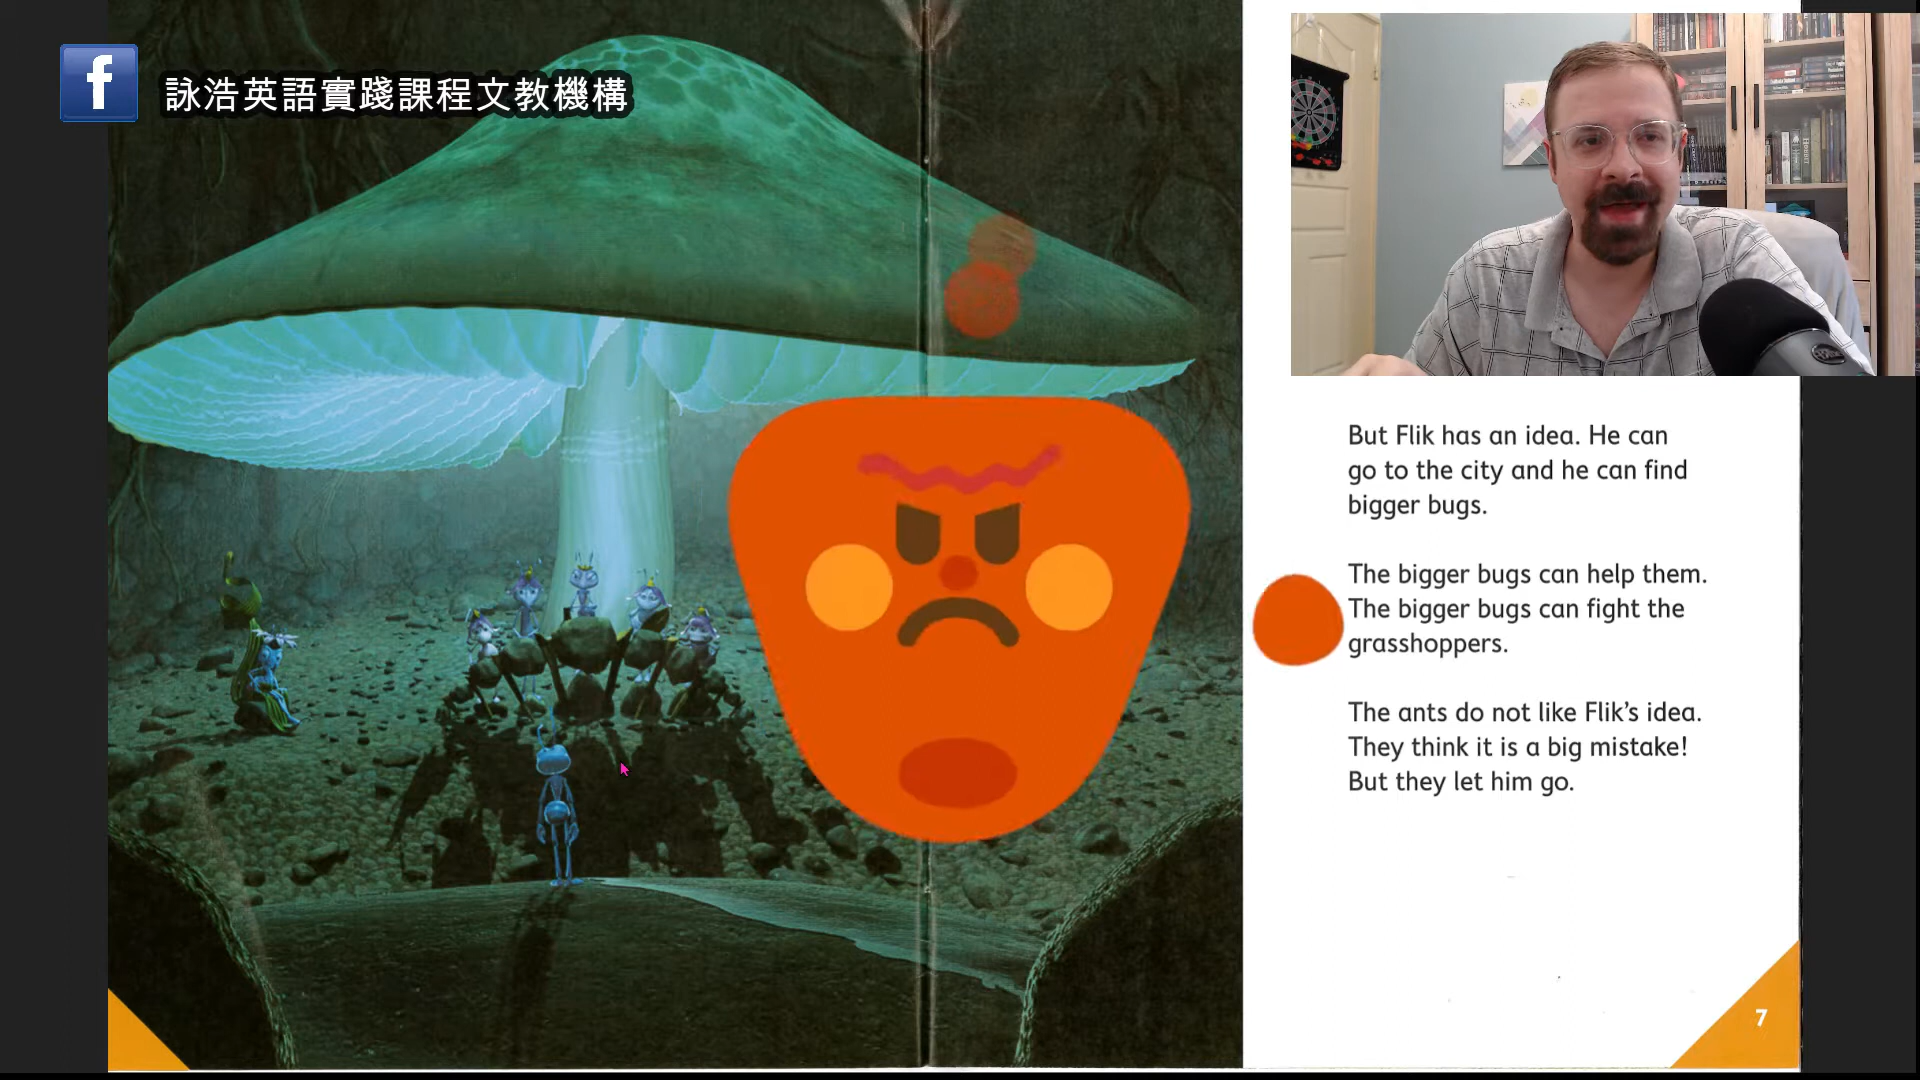 詠浩英語實踐課程文教機構
But Flik has an idea. He can
go to the city and he can find
bigger bugs.
The bigger bugs can help them.
The bigger bugs can fight the
grasshoppers.
The ants do not like Flik's idea.
They think it is a big mistake!
But they let him go.
7